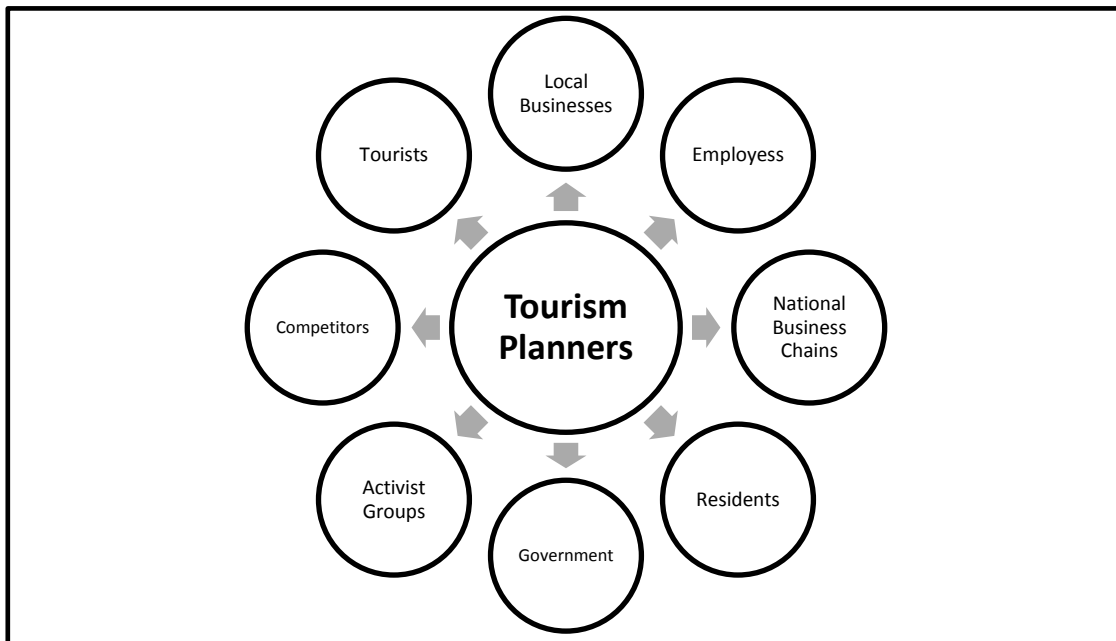 Local
Businesses
Employess
National
Business
Chains
Residents
Government
Activist
Groups
Competitors
Tourists
Tourism
Planners